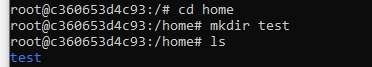 root@c360653d4c93:/# cd home
root@c360653d4c93:/home# mkdir test
root@c360653d4c93:/home# ls
test